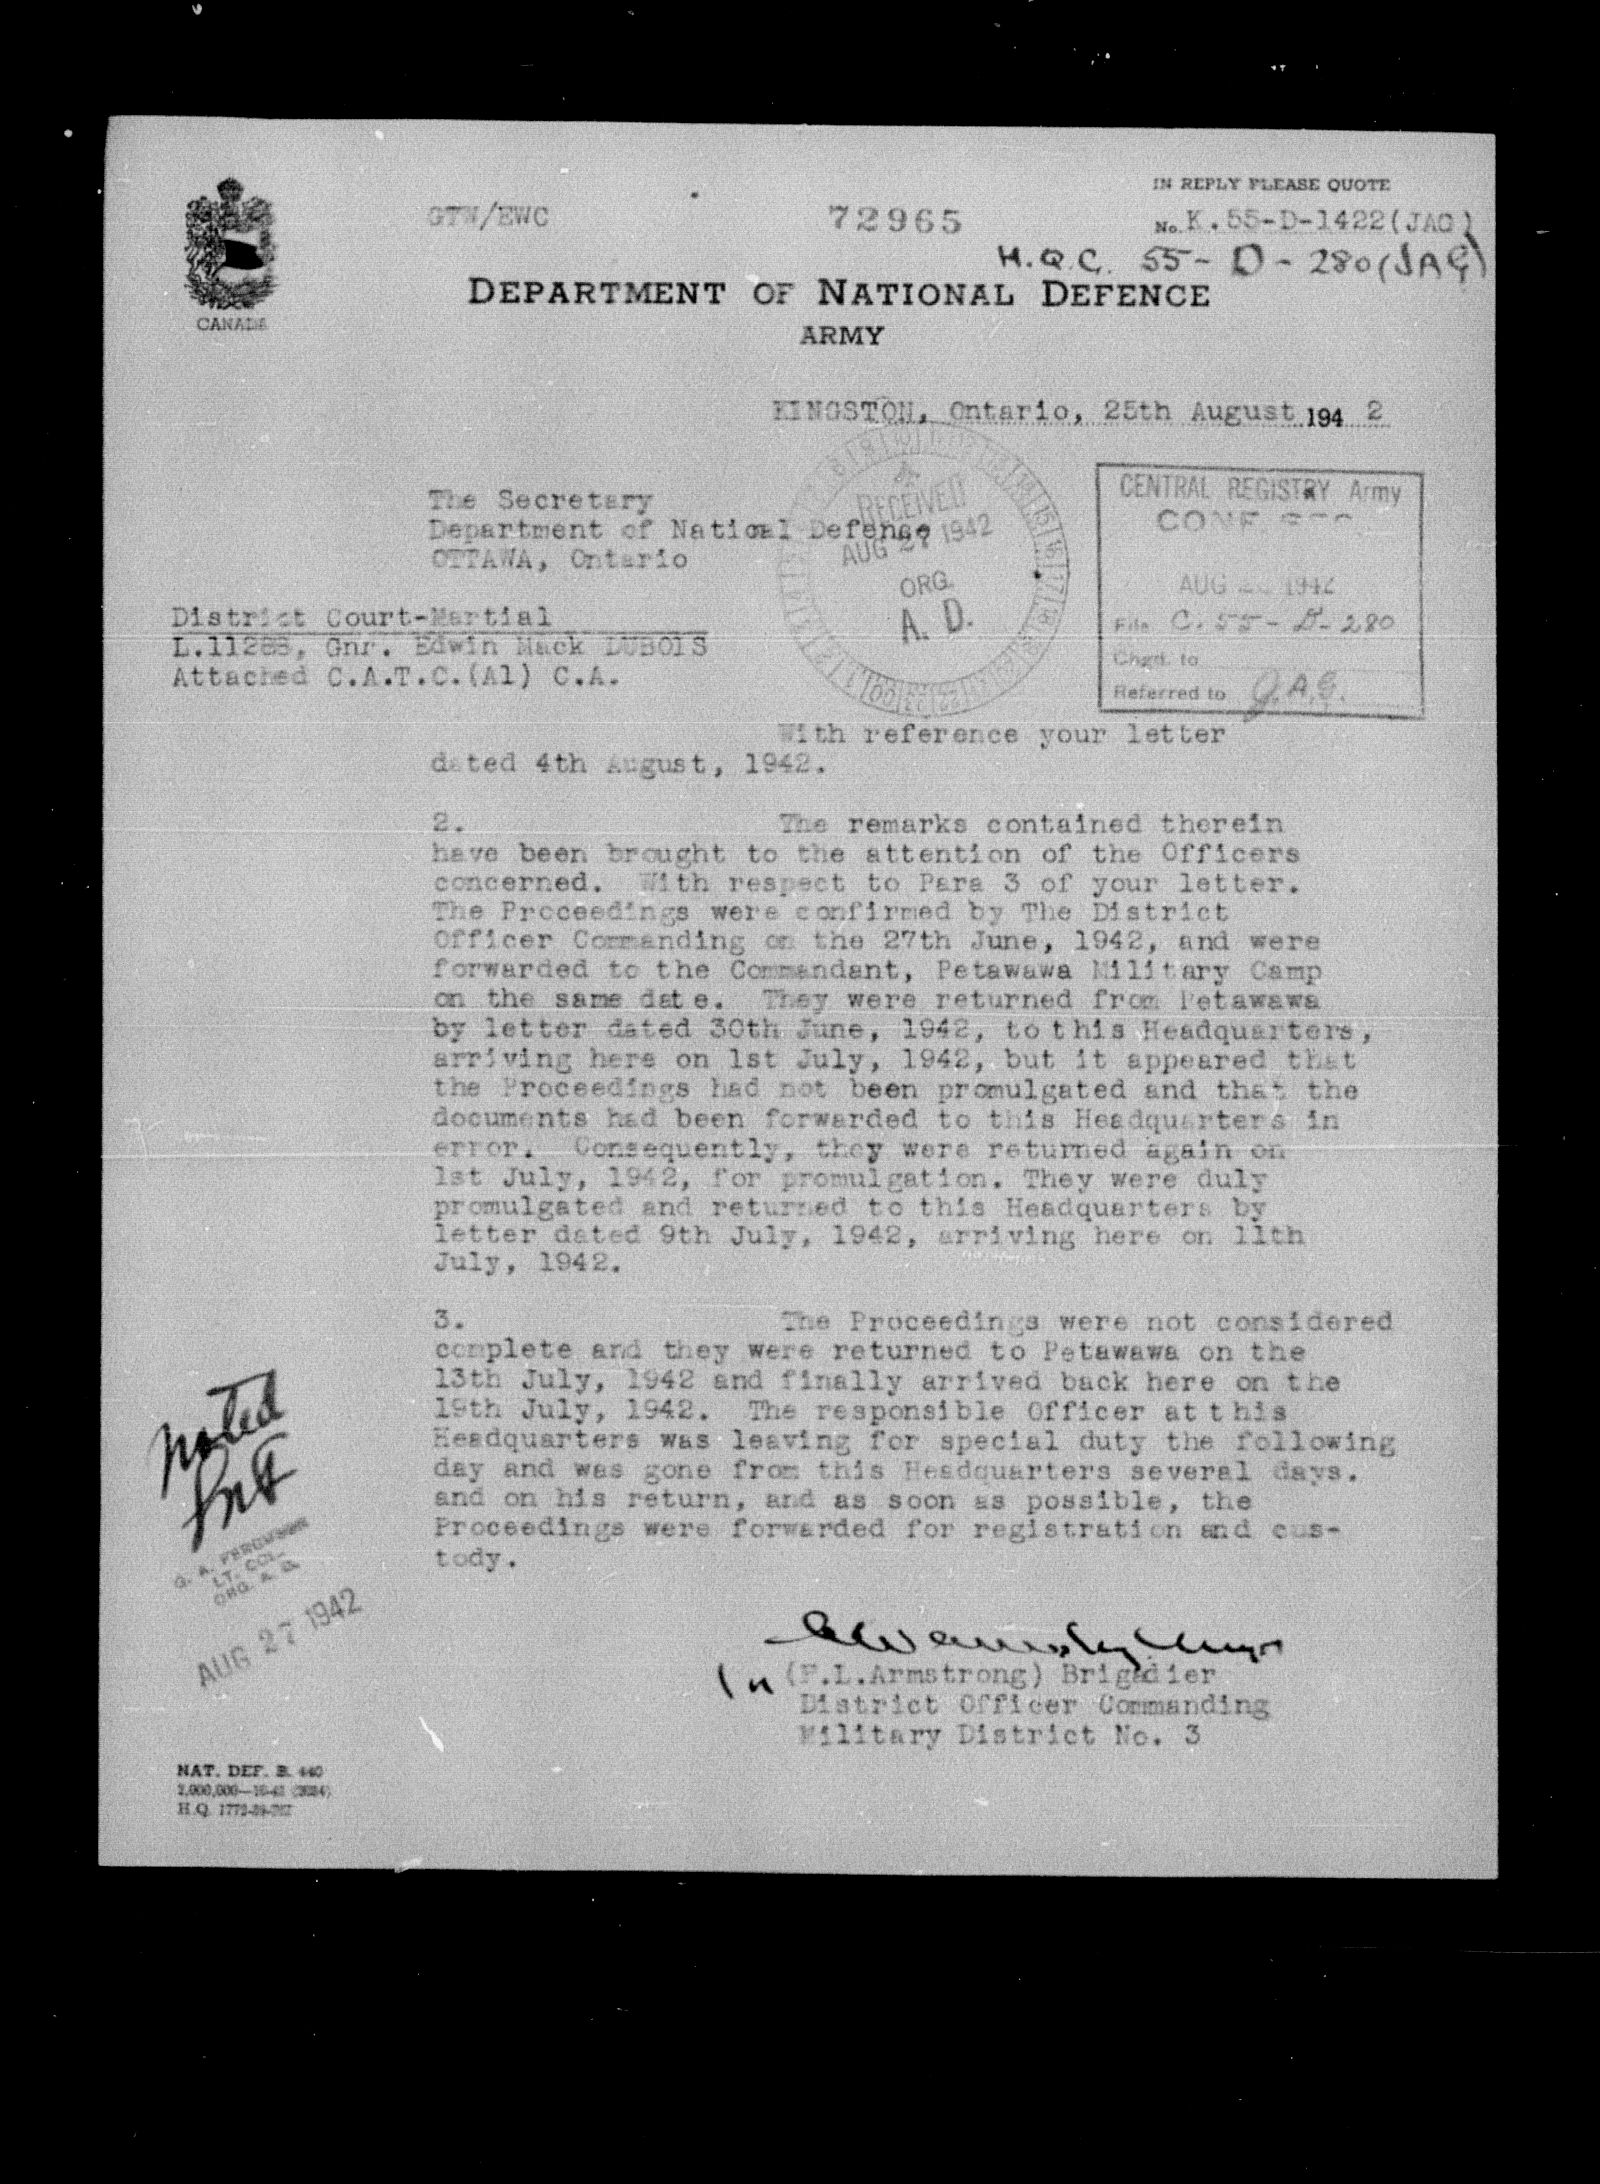 IN REPLY PLEASE QUOTE
GTW/EWC 72965 No. K.55-D-1422(JAG)
H.Q.C. 55-D-280(JAG)
CANADA
DEPARTMENT OF NATIONAL DEFENCE
ARMY
KINGSTON, Ontario, 25th August 194 2
The Secretary
Department of National Defense
OTTAWA, Ontario
RECEIVED
AUG 27 1942
ORG.
A. D.
CENTRAL REGISTRY Army
AUG 1942
File C. 55-D-280
Chgd. to
Referred to J.A.G.
District Court-Martial
L.11288, Gnr. Edwin Mack DUBOIS
Attached C.A.T.C.(A1) C.A.
With reference your letter
dated 4th August, 1942.
2. The remarks contained therein
have been brought to the attention of the Officers
concerned. With respect to Para 3 of your letter.
The Proceedings were confirmed by The District
Officer Commanding on the 27th June, 1942, and were
forwarded to the Commandant, Petawawa Military Camp
on the same date. They were returned from Petawawa
by letter dated 30th June, 1942, to this Headquarters,
arriving here on 1st July, 1942, but it appeared that
the Proceedings had not been promulgated and that the
documents had been forwarded to this Headquarters in
error. Consequently, they were returned again on
1st July, 1942, for promulgation. They were duly
promulgated and returned to this Headquarters by
letter dated 9th July, 1942, arriving here on 11th
July, 1942.
3. The Proceedings were not considered
complete and they were returned to Petawawa on the
13th July, 1942 and finally arrived back here on the
19th July, 1942. The responsible Officer at this
Headquarters was leaving for special duty the following
day and was gone from this Headquarters several days.
and on his return, and as soon as possible, the
Proceedings were forwarded for registration and cus-
tody.
noted
G. A. FERGUSON
LT. COL.
ORG. A. D.
AUG 27 1942
(F.L.Armstrong) Brigadier
District Officer Commanding
Military District No. 3
NAT. DEF. B. 440
H.Q. 1772-39-